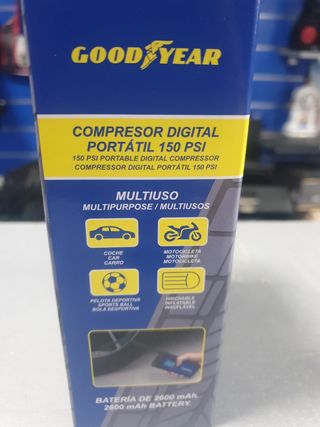 GOOD YEAR
COMPRESOR DIGITAL
PORTÁTIL 150 PSI
150 PSI PORTABLE DIGITAL COMPRESSOR
COMPRESSOR DIGITAL PORTÁTIL 150 PSI
MULTIUSO
MULTIPURPOSE / MULTIUSOS
COCHE
CAR
CARRO
MOTOCICLETA
MOTORBIKE
MOTOCICLETA
PELOTA DEPORTIVA
SPORTS BALL
BOLA DESPORTIVA
HINCHABLE
INFLATABLE
INSUFLÁVEL
BATERÍA DE 2600 mAh.
2600 mAh BATTERY.